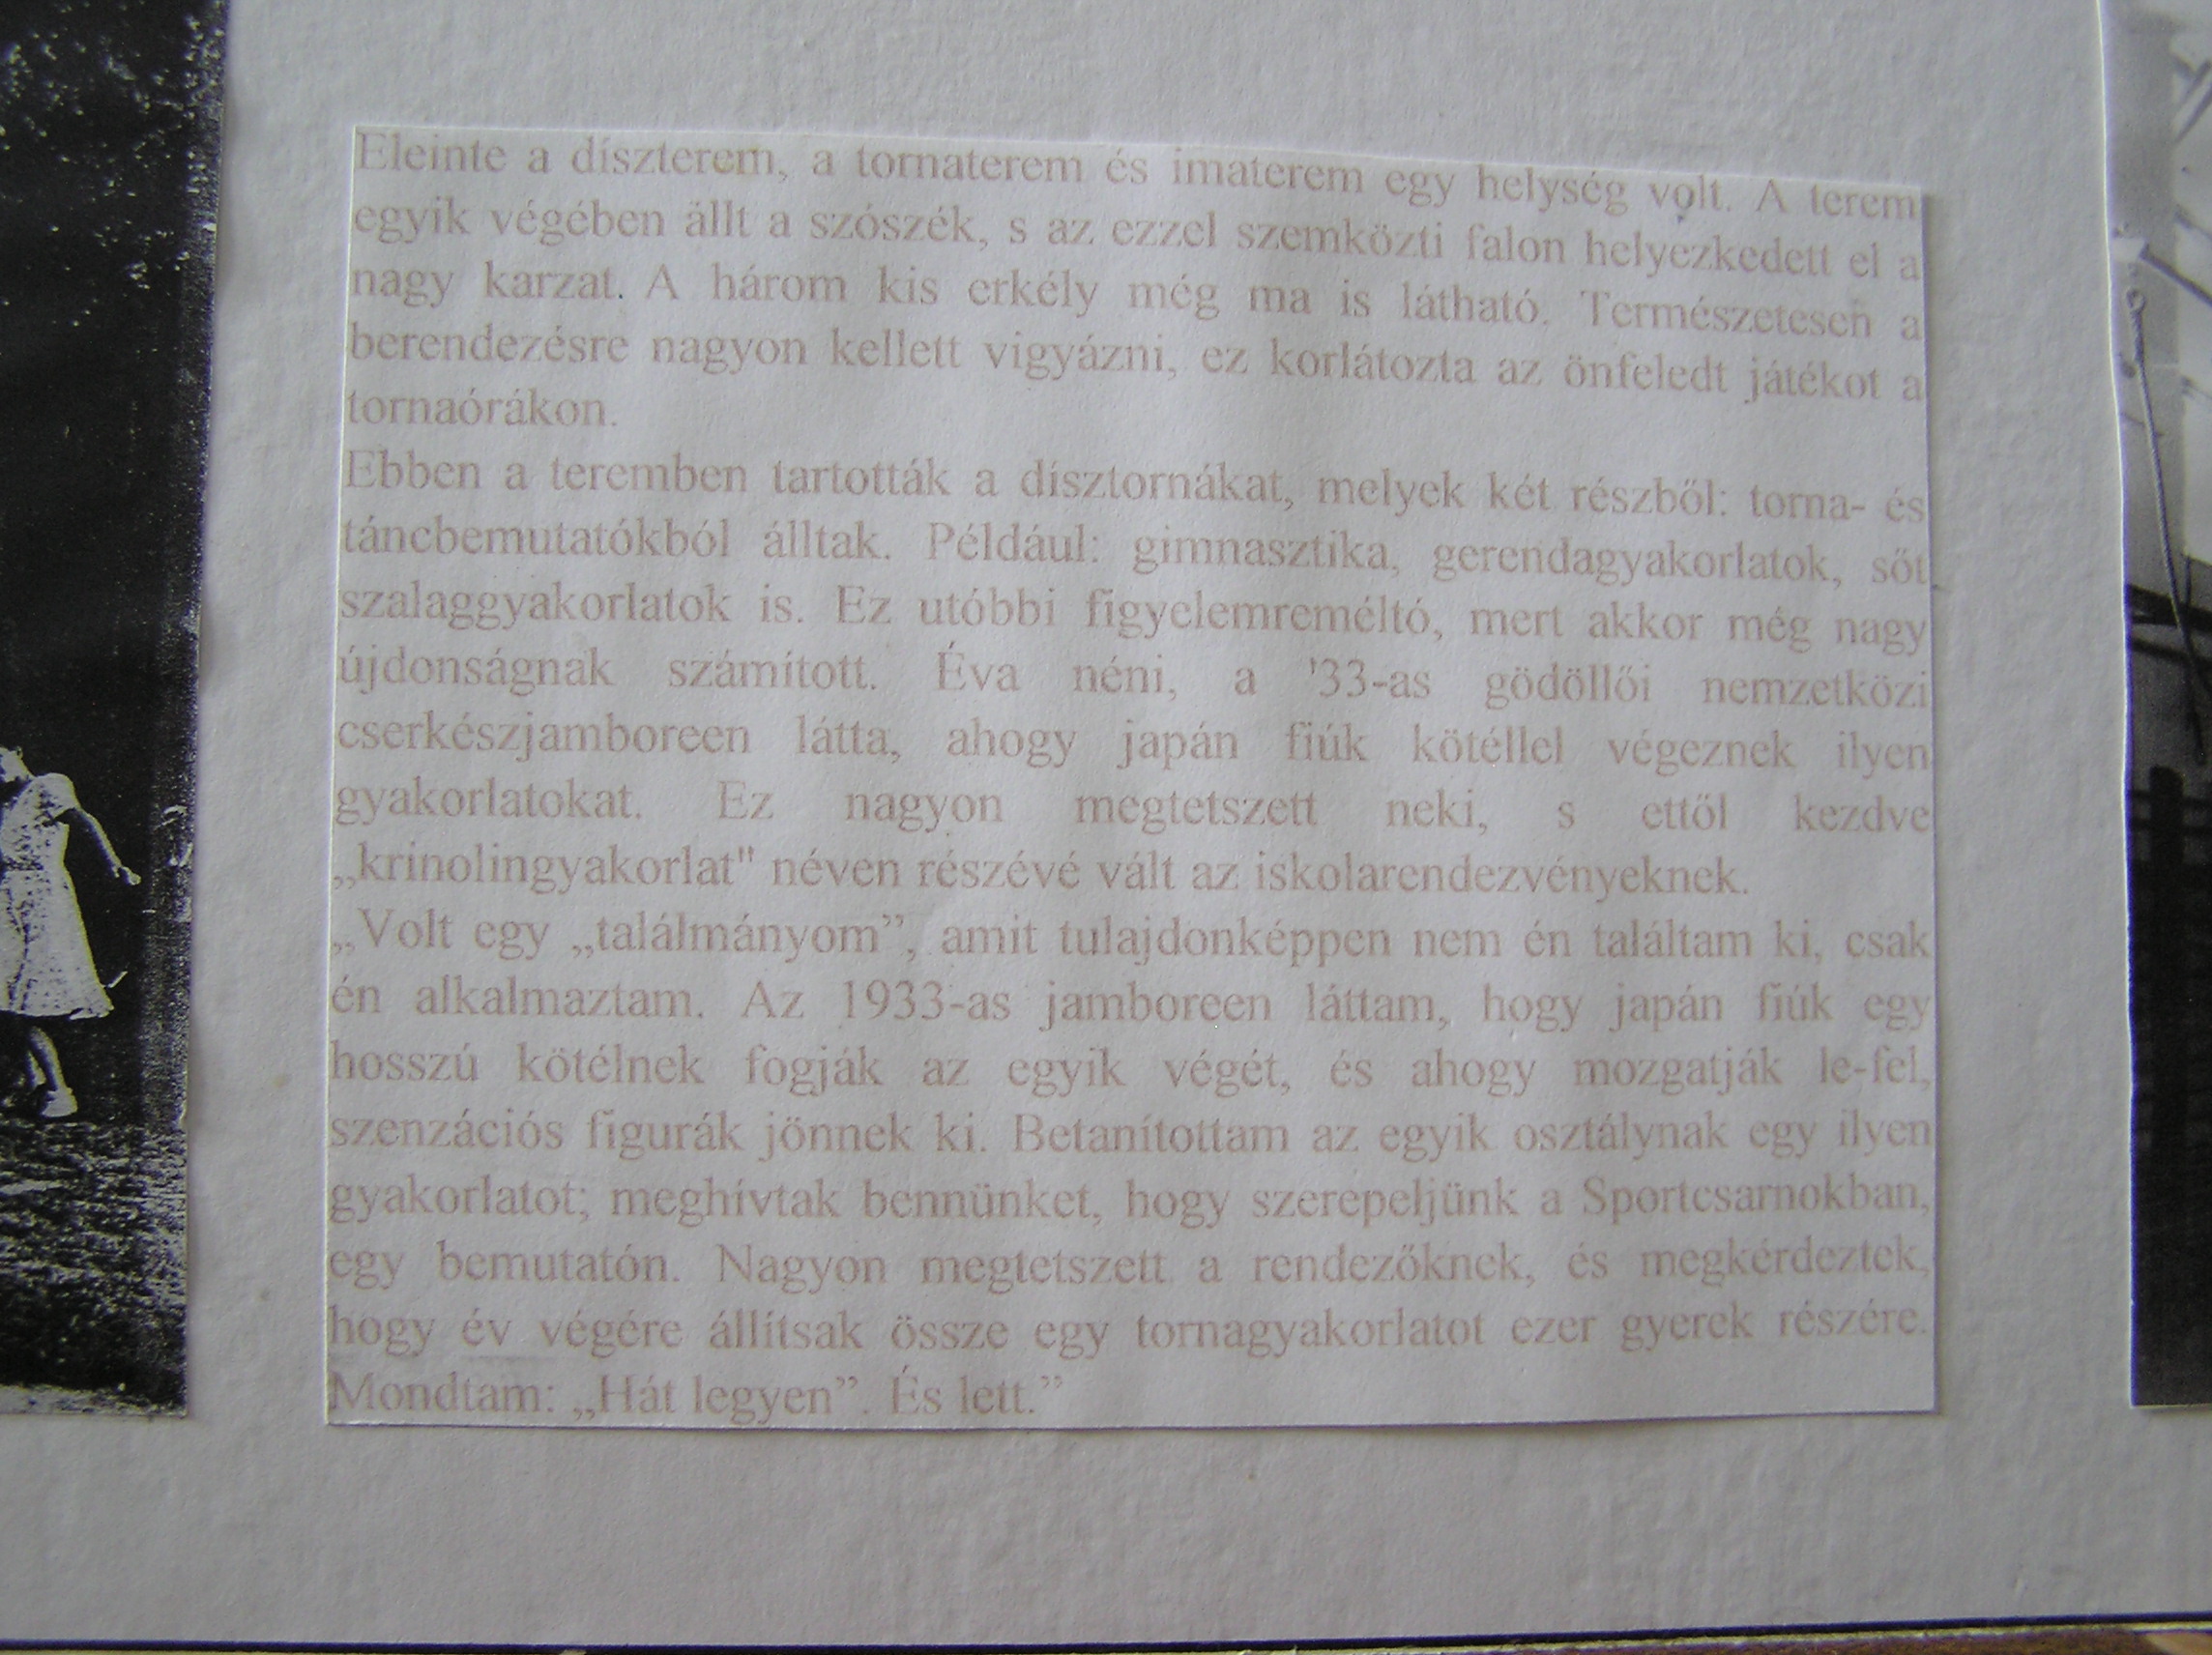 Eleinte a díszterem, a tornaterem és imaterem egy helység volt. A terem
egyik végében állt a szószék, s az ezzel szemközti falon helyezkedett el a
nagy karzat. A három kis erkély még ma is látható. Természetesen a
berendezésre nagyon kellett vigyázni, ez korlátozta az önfeledt játékot a
tornaórákon.
Ebben a teremben tartották a dísztornákat, melyek két részből: torna- és
táncbemutatókból álltak. Például: gimnasztika, gerendagyakorlatok, sőt
szalaggyakorlatok is. Ez utóbbi figyelemreméltó, mert akkor még nagy
újdonságnak számított. Éva néni, a '33-as gödöllői nemzetközi
cserkészjamboreen látta, ahogy japán fiúk kötéllel végeznek ilyen
gyakorlatokat. Ez nagyon megtetszett neki, s ettől kezdve
„krinolingyakorlat" néven részévé vált az iskolarendezvényeknek.
„Volt egy „találmányom”, amit tulajdonképpen nem én találtam ki, csak
én alkalmaztam. Az 1933-as jamboreen láttam, hogy japán fiúk egy
hosszú kötélnek fogják az egyik végét, és ahogy mozgatják le-fel,
szenzációs figurák jönnek ki. Betanítottam az egyik osztálynak egy ilyen
gyakorlatot; meghívtak bennünket, hogy szerepeljünk a Sportcsarnokban,
egy bemutatón. Nagyon megtetszett a rendezőknek, és megkérdeztek,
hogy év végére állítsak össze egy tornagyakorlatot ezer gyerek részére.
Mondtam: „Hát legyen”. És lett.”